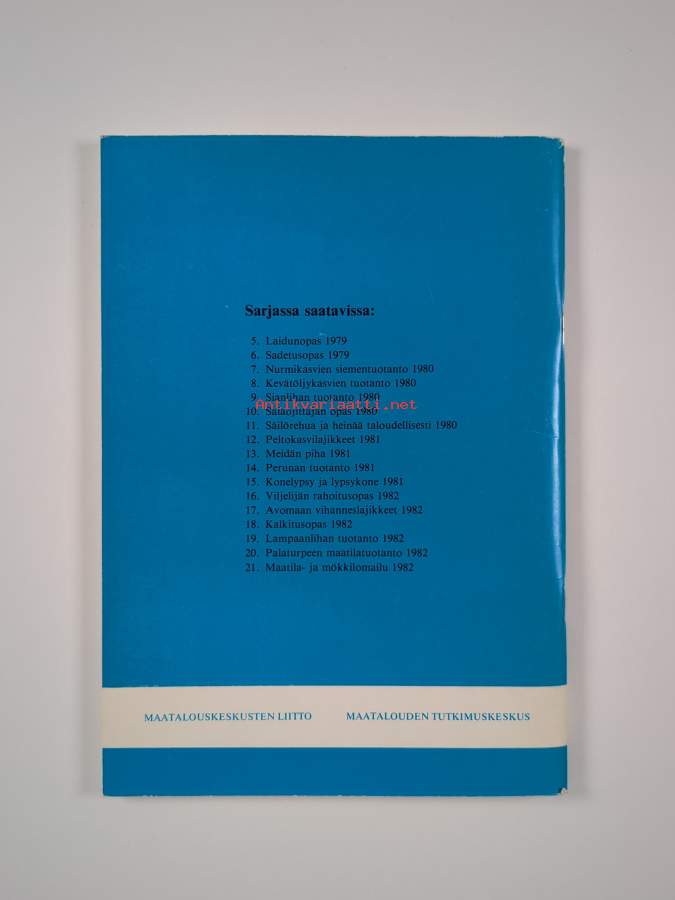 Sarjassa saatavissa:
5. Laidunopas 1979
6. Sadetusopas 1979
7. Nurmikasvien siementuotanto 1980
8. Kevätöljykasvien tuotanto 1980
9. Sianlihan tuotanto 1980
Antikvariaatti.net
10. Salaojittajan opas 1980
11. Säilörehua ja heinää taloudellisesti 1980
12. Peltokasvilajikkeet 1981
13. Meidän piha 1981
14. Perunan tuotanto 1981
15. Konelypsy ja lypsykone 1981
16. Viljelijän rahoitusopas 1982
17. Avomaan vihanneslajikkeet 1982
18. Kalkitusopas 1982
19. Lampaanlihan tuotanto 1982
20. Palaturpeen maatilatuotanto 1982
21. Maatila- ja mökkilomailu 1982
MAATALOUSKESKUSTEN LIITTO MAATALOUDEN TUTKIMUSKESKUS